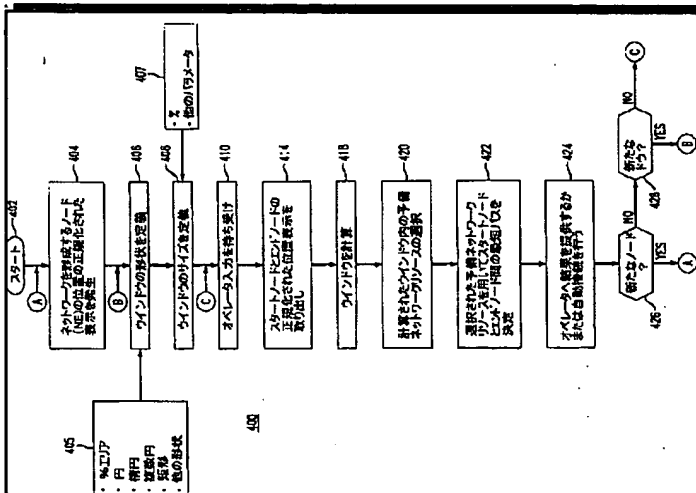 400
スタート
402
A
ネットワークを構成するノード
(NE)の位置の正規化された
表示を発生
404
B
405
・%エリア
・円
・楕円
・複数円
・矩形
・他の形状
ウインドウの形状を定義
406
407
・%
・他のパラメータ
ウインドウのサイズを定義
408
C
オペレータ入力を待ち受け
410
スタートノードとエンドノードの
正規化された位置表示を
取り出し
414
ウインドウを計算
418
計算されたウインドウ内の予備
ネットワークリソースの選択
420
選択された予備ネットワーク
リソースを用いてスタートノード
とエンドノード間の最短パスを
決定
422
オペレータへ結果を提供するか
または自動接続を行う
424
新たなノード
?
426
YES
A
NO
新たな
ドウ?
428
YES
B
NO
C